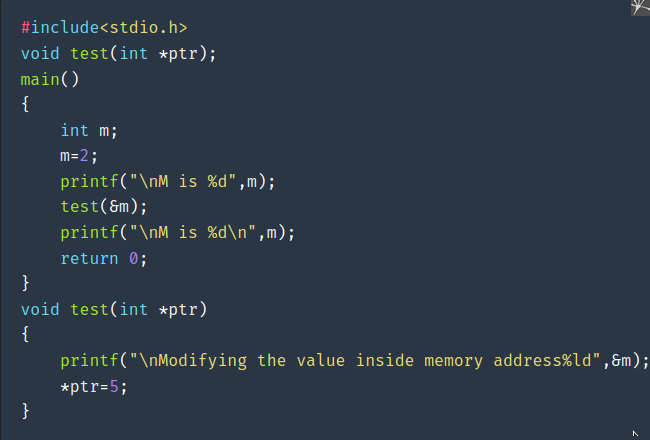 #include<stdio.h>
void test(int *ptr);
main()
{
    int m;
    m=2;
    printf("\nM is %d",m);
    test(&m);
    printf("\nM is %d\n",m);
    return 0;
}
void test(int *ptr)
{
    printf("\nModifying the value inside memory address%ld",&m);
    *ptr=5;
}